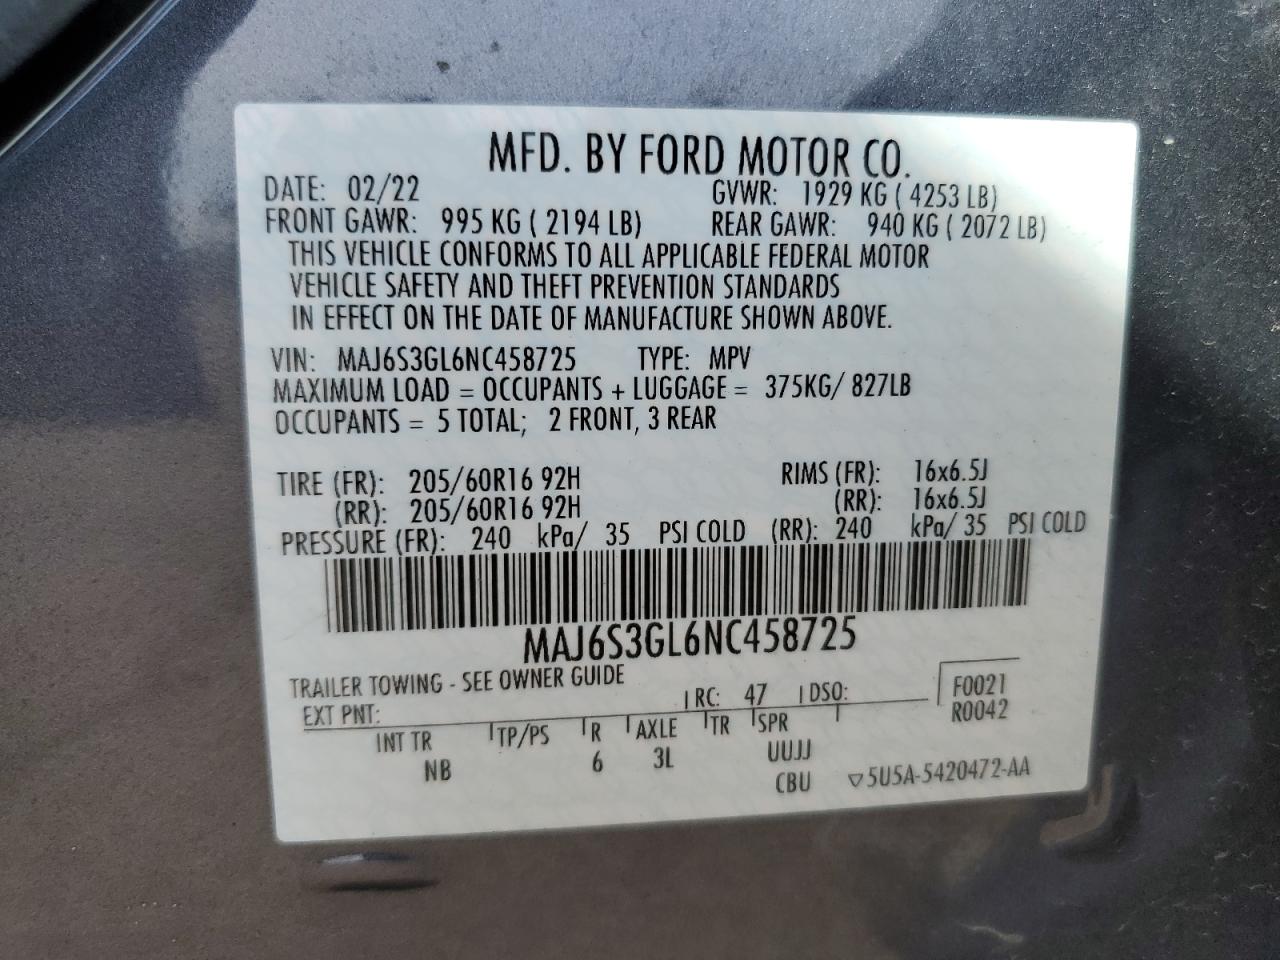 MFD. BY FORD MOTOR CO.
DATE: 02/22 GVWR: 1929 KG ( 4253 LB)
FRONT GAWR: 995 KG ( 2194 LB) REAR GAWR: 940 KG ( 2072 LB)
THIS VEHICLE CONFORMS TO ALL APPLICABLE FEDERAL MOTOR
VEHICLE SAFETY AND THEFT PREVENTION STANDARDS
IN EFFECT ON THE DATE OF MANUFACTURE SHOWN ABOVE.
VIN: MAJ6S3GL6NC458725 TYPE: MPV
MAXIMUM LOAD = OCCUPANTS + LUGGAGE = 375KG/ 827LB
OCCUPANTS = 5 TOTAL; 2 FRONT, 3 REAR
TIRE (FR): 205/60R16 92H RIMS (FR): 16x6.5J
(RR): 205/60R16 92H (RR): 16x6.5J
PRESSURE (FR): 240 kPa/ 35 PSI COLD (RR): 240 kPa/ 35 PSI COLD
MAJ6S3GL6NC458725
TRAILER TOWING - SEE OWNER GUIDE
EXT PNT: RC: 47 DSO: F0021
R0042
INT TR TP/PS R AXLE TR SPR
NB 6 3L UUJJ
CBU ▽5U5A-5420472-AA